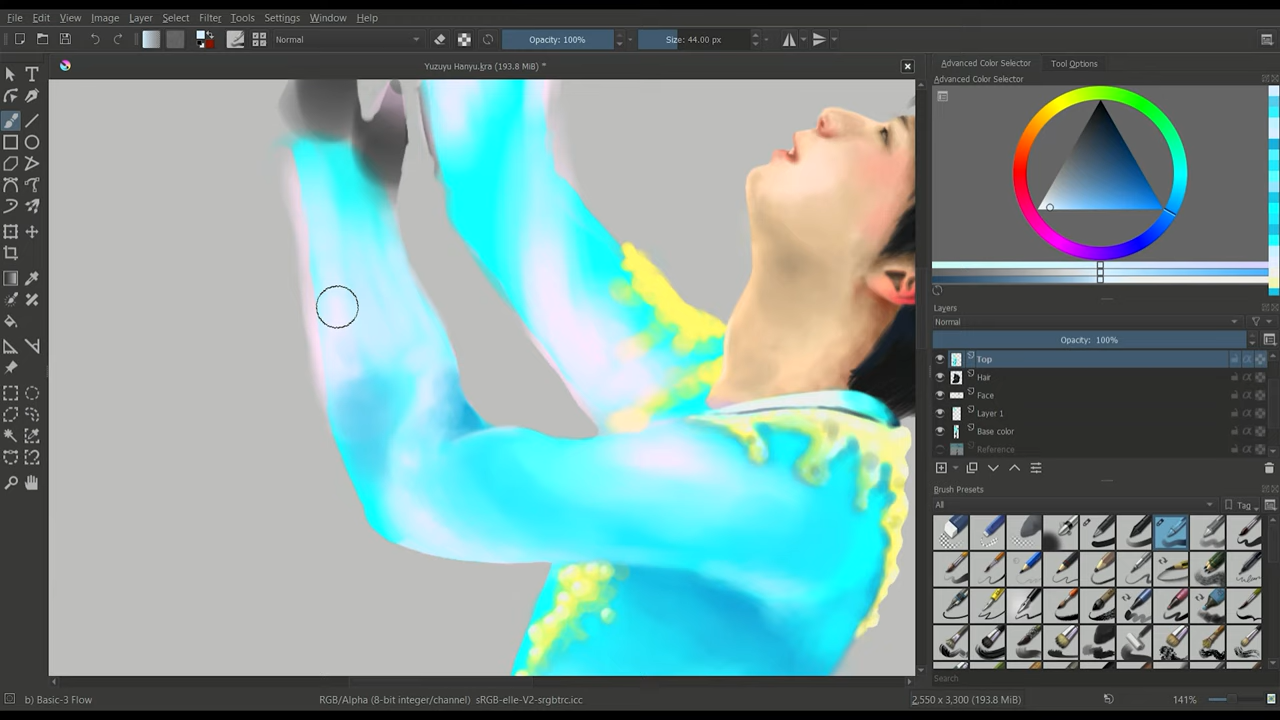 File Edit View Image Layer Select Filter Tools Settings Window Help
Normal Opacity: 100% Size: 44.00 px
Yuzuyu Hanyu.kra (193.8 MiB) *
Advanced Color Selector Tool Options
Advanced Color Selector
Layers
Normal
Opacity: 100%
Top
Hair
Face
Layer 1
Base color
Reference
Brush Presets
All Tag
Search
b) Basic-3 Flow RGB/Alpha (8-bit integer/channel) sRGB-elle-V2-srgbtrc.icc 2,550 x 3,300 (193.8 MiB) 141%